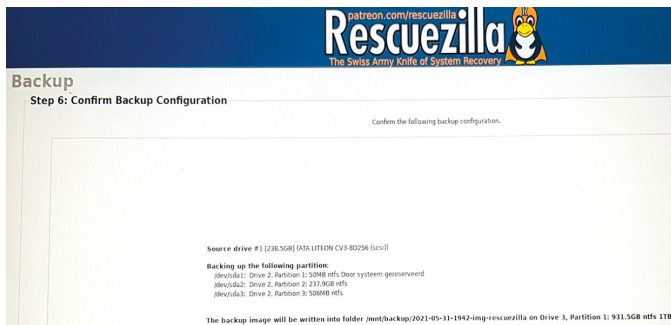 patreon.com/rescuezilla
Rescuezilla
The Swiss Army Knife of System Recovery
Backup
Step 6: Confirm Backup Configuration
Confirm the following backup configuration.
Source drive #1 [238.5GB] (ATA LITEON CV3-8D256 (scsi))
Backing up the following partition:
/dev/sda1: Drive 2, Partition 1: 50MB ntfs Door systeem gereserveerd
/dev/sda2: Drive 2, Partition 2: 237.9GB ntfs
/dev/sda3: Drive 2, Partition 3: 506MB ntfs
The backup image will be written into folder /mnt/backup/2021-05-31-1942-img-rescuezilla on Drive 3, Partition 1: 931.5GB ntfs 1TB